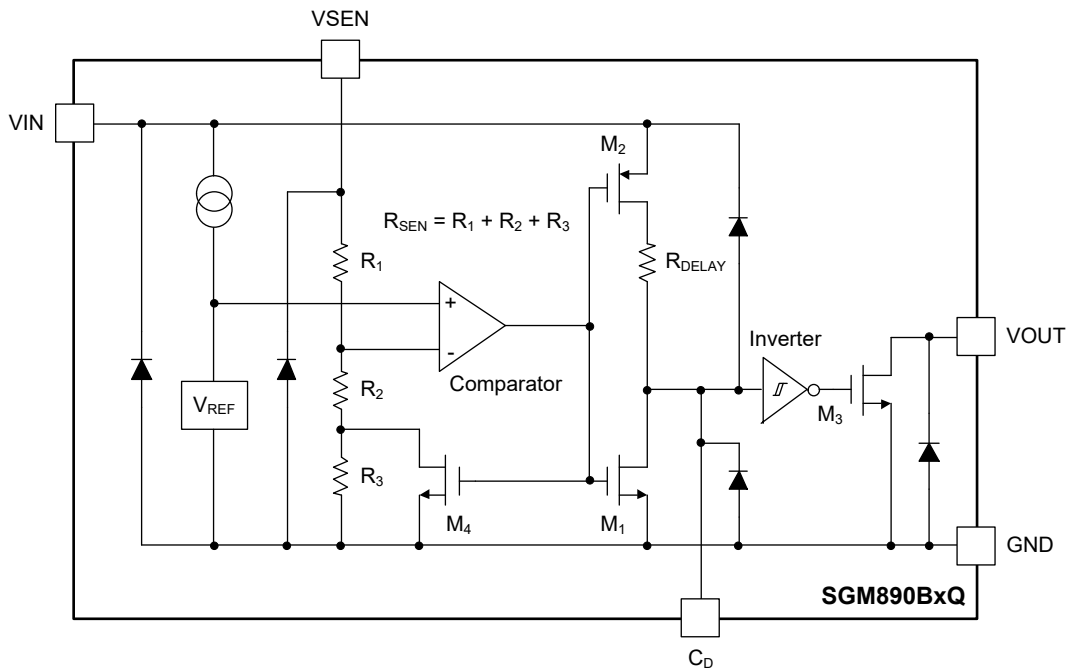 VSEN
VIN
M2
RSEN = R1 + R2 + R3
R1
RDELAY
+
-
Inverter
VOUT
Comparator
VREF
R2
M3
R3
M4
M1
GND
SGM890BxQ
CD